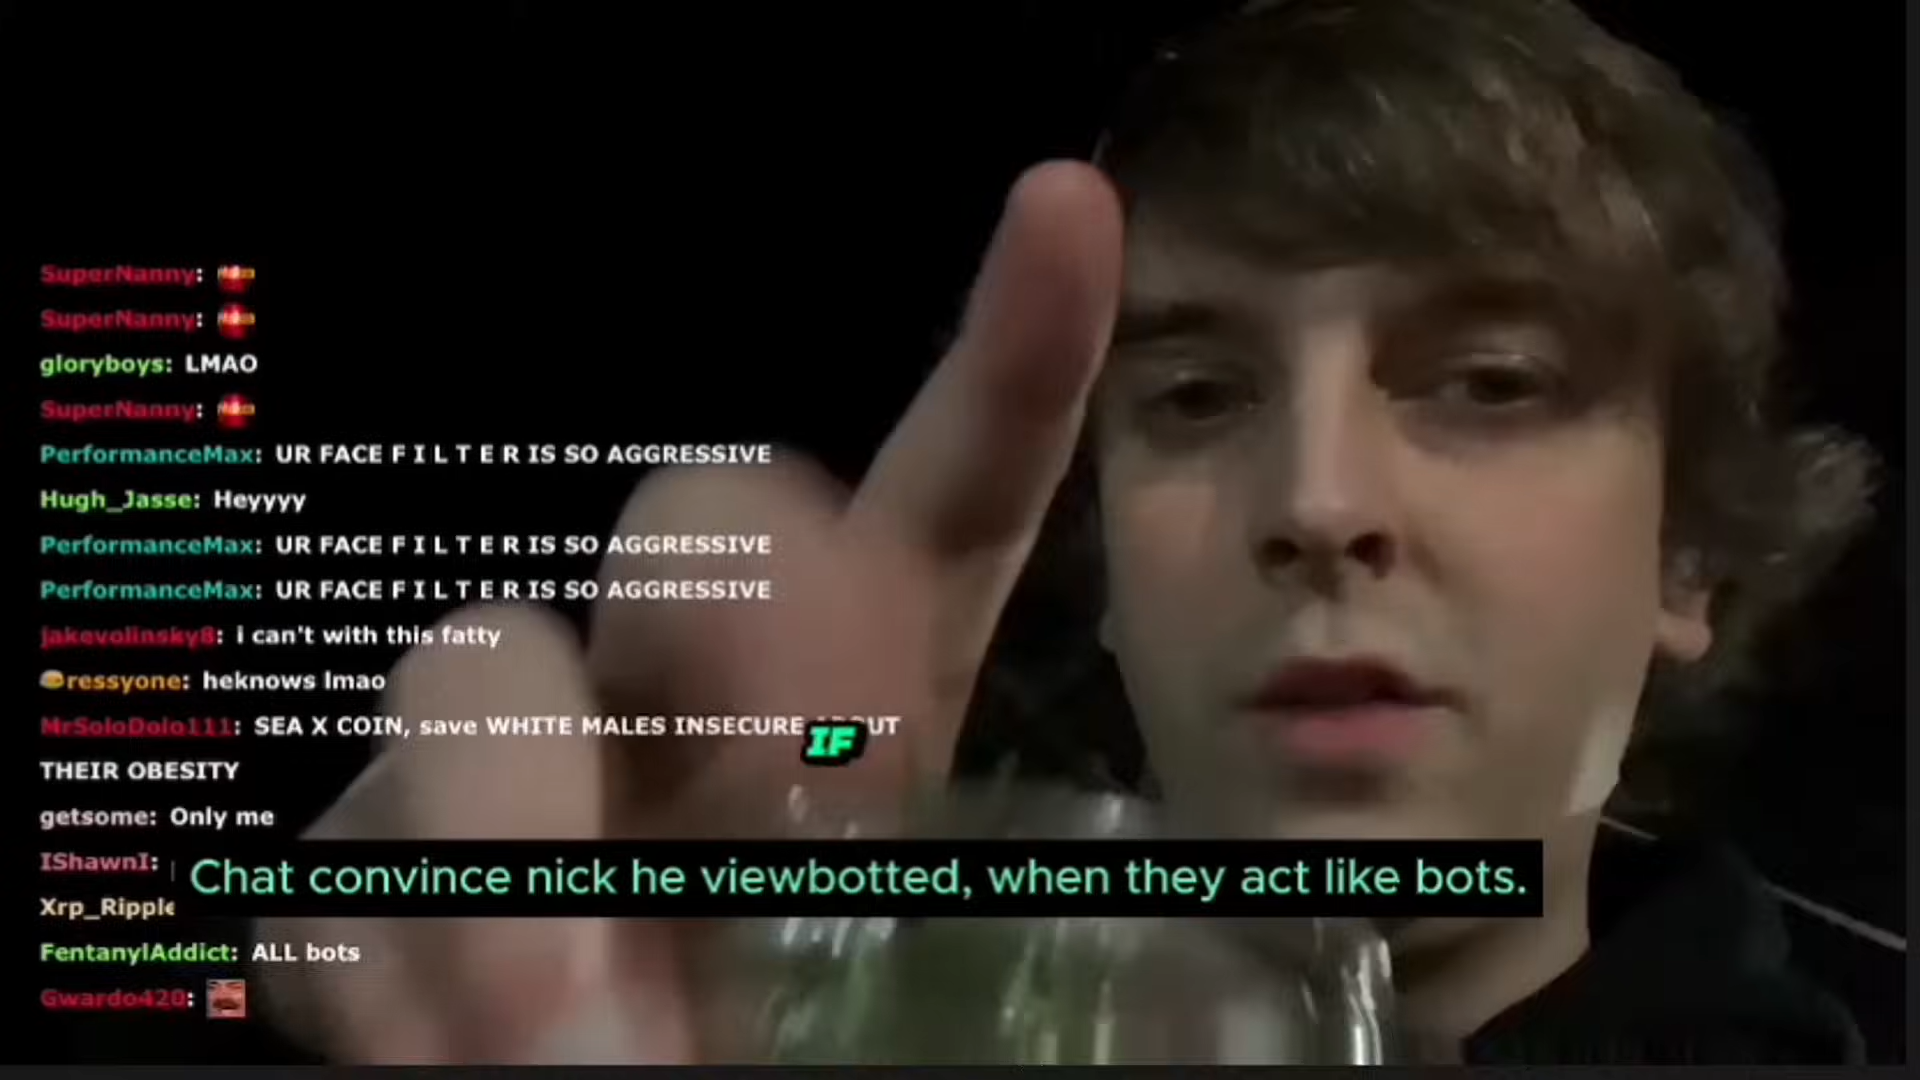 SuperNanny:
SuperNanny:
gloryboys: LMAO
SuperNanny:
PerformanceMax: UR FACE F I L T E R IS SO AGGRESSIVE
Hugh_Jasse: Heyyyy
PerformanceMax: UR FACE F I L T E R IS SO AGGRESSIVE
PerformanceMax: UR FACE F I L T E R IS SO AGGRESSIVE
jakevolinsky8: i can't with this fatty
ressyone: heknows lmao
MrSoloDolo111: SEA X COIN, save WHITE MALES INSECURE
THEIR OBESITY
IF
getsome: Only me
IShawnI:
Chat convince nick he viewbotted, when they act like bots.
Xrp_Ripple
FentanylAddict: ALL bots
Gwardo420: